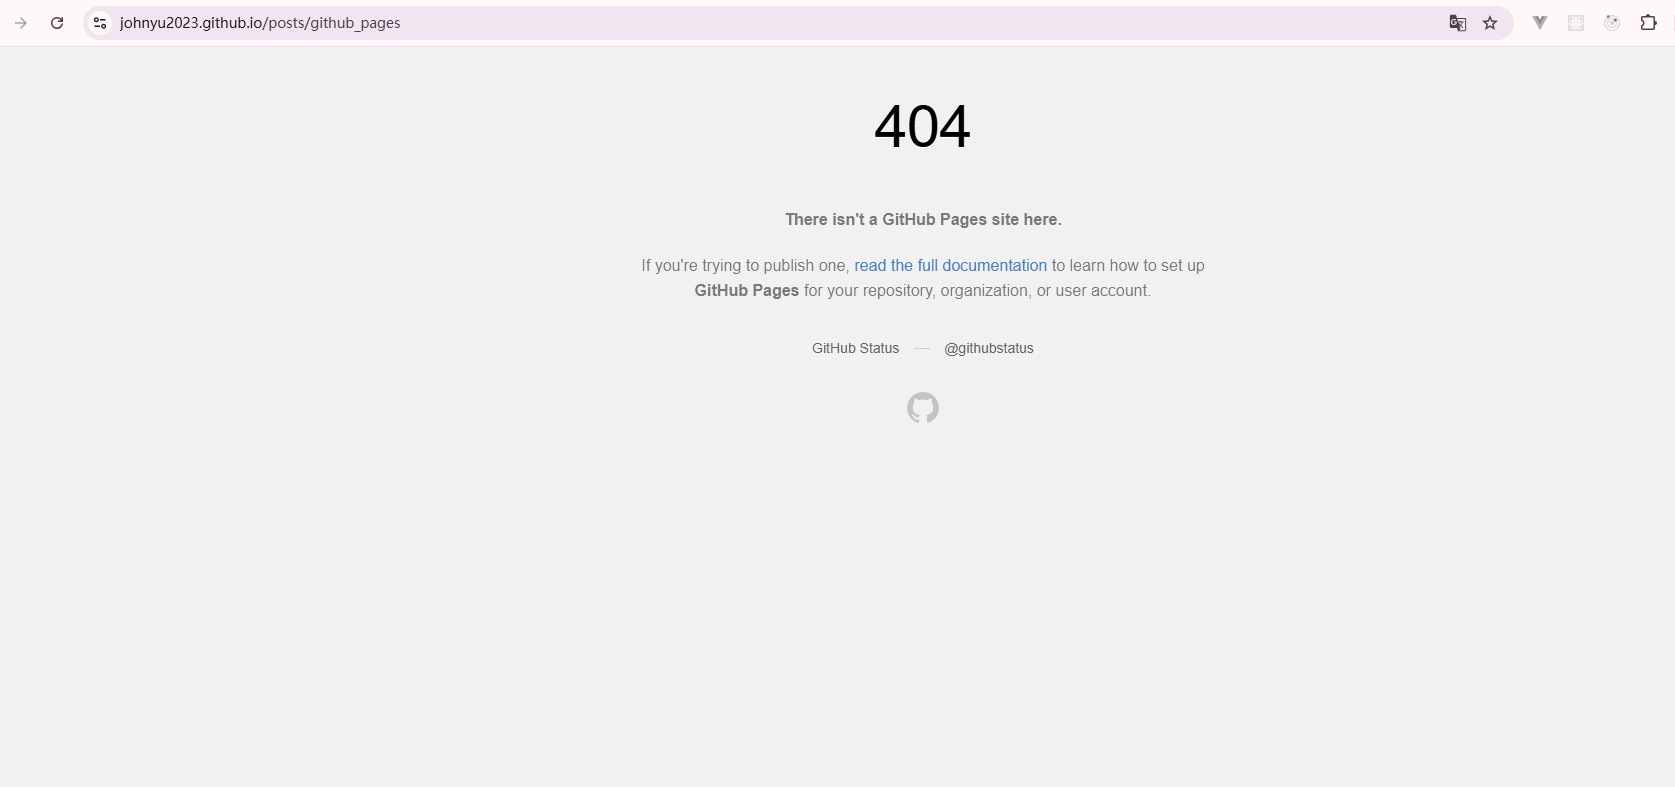 johnyu2023.github.io/posts/github_pages
404
There isn't a GitHub Pages site here.
If you're trying to publish one, read the full documentation to learn how to set up
GitHub Pages for your repository, organization, or user account.
GitHub Status — @githubstatus